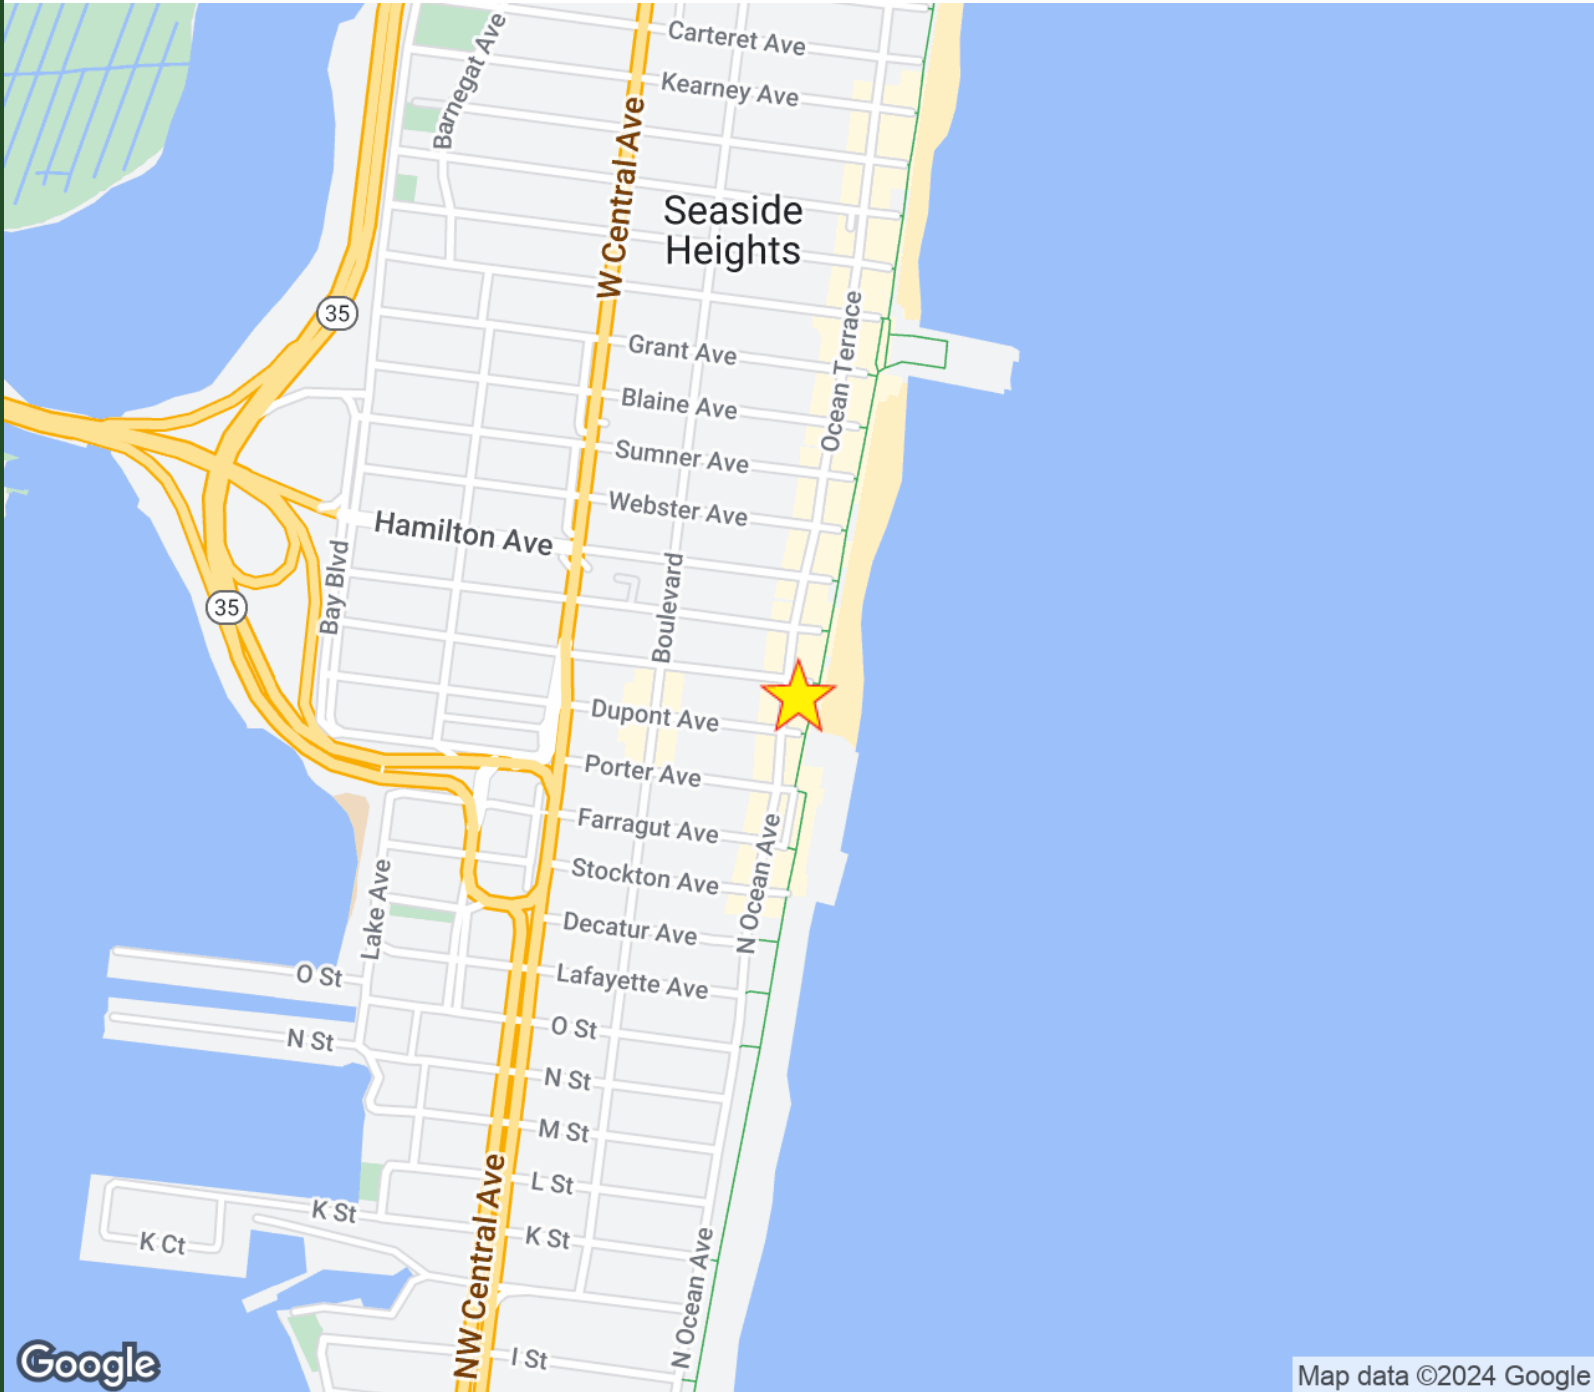 Carteret Ave
Barnegat Ave
Kearney Ave
W Central Ave
Seaside
Heights
35
Ocean Terrace
Grant Ave
Blaine Ave
Sumner Ave
Webster Ave
Hamilton Ave
Bay Blvd
Boulevard
35
Dupont Ave
Porter Ave
Farragut Ave
Stockton Ave
N Ocean Ave
Lake Ave
Decatur Ave
O St
Lafayette Ave
N St
O St
N St
M St
L St
K St
K Ct
K St
NW Central Ave
N Ocean Ave
I St
Google
Map data ©2024 Google